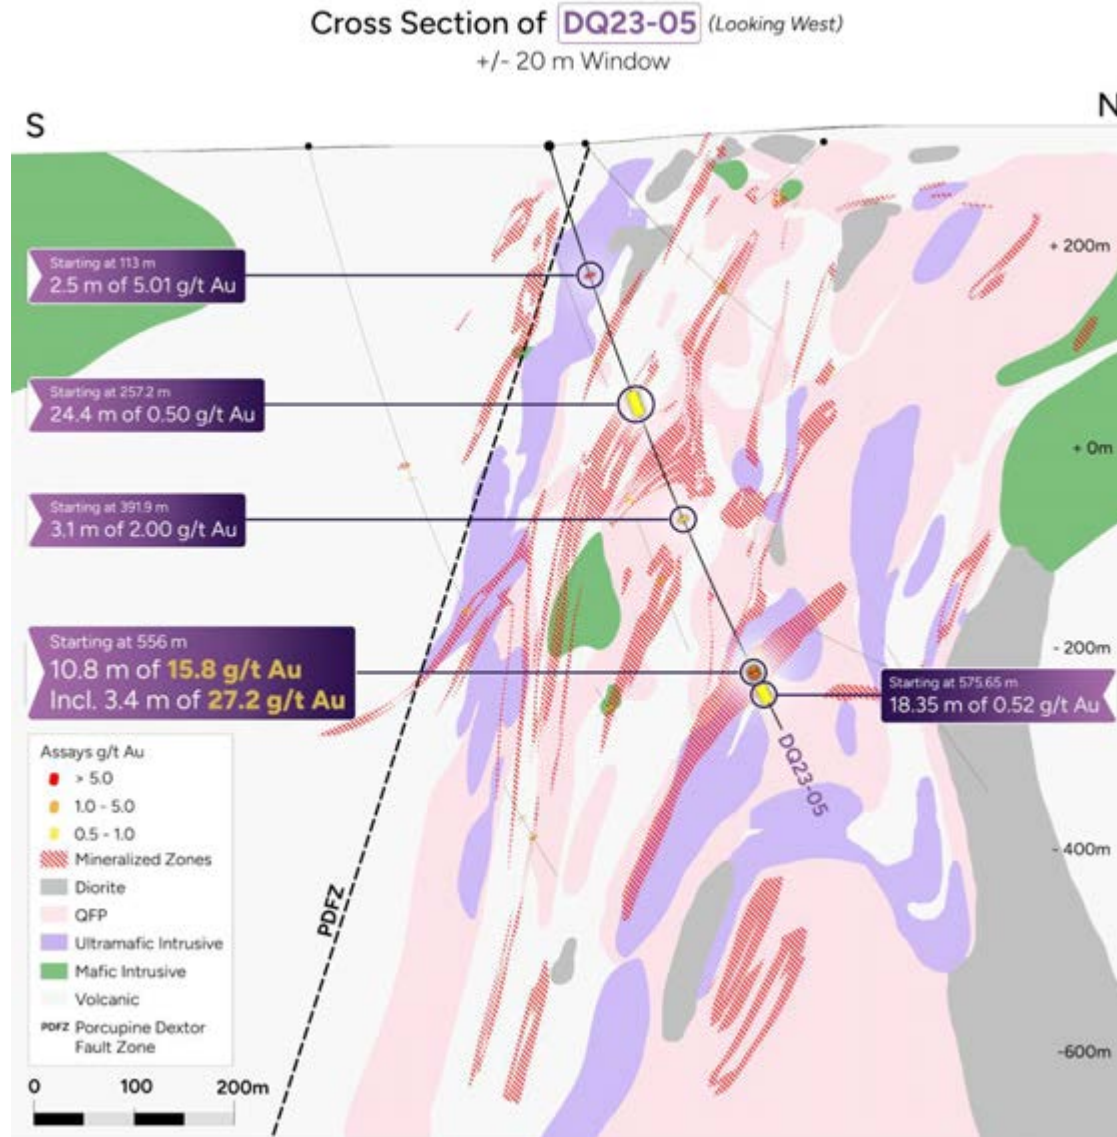 Cross Section of DQ23-05 (Looking West)
+/- 20 m Window
S
N
+ 200m
Starting at 113 m
2.5 m of 5.01 g/t Au
Starting at 257.2 m
24.4 m of 0.50 g/t Au
+ 0m
Starting at 391.9 m
3.1 m of 2.00 g/t Au
Starting at 556 m
10.8 m of 15.8 g/t Au
Incl. 3.4 m of 27.2 g/t Au
- 200m
Starting at 575.65 m
18.35 m of 0.52 g/t Au
DQ23-05
Assays g/t Au
> 5.0
1.0 - 5.0
0.5 - 1.0
Mineralized Zones
Diorite
QFP
Ultramafic Intrusive
Mafic Intrusive
Volcanic
PDFZ Porcupine Dextor
Fault Zone
- 400m
PDFZ
-600m
0 100 200m